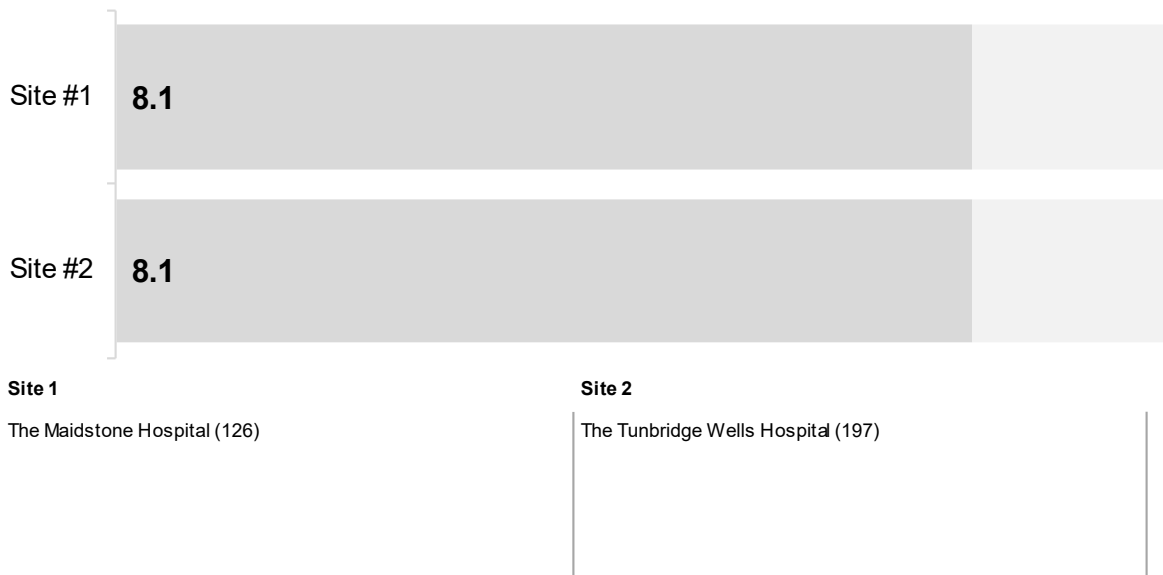 Site #1
8.1
Site #2
8.1
Site 1
The Maidstone Hospital (126)
Site 2
The Tunbridge Wells Hospital (197)